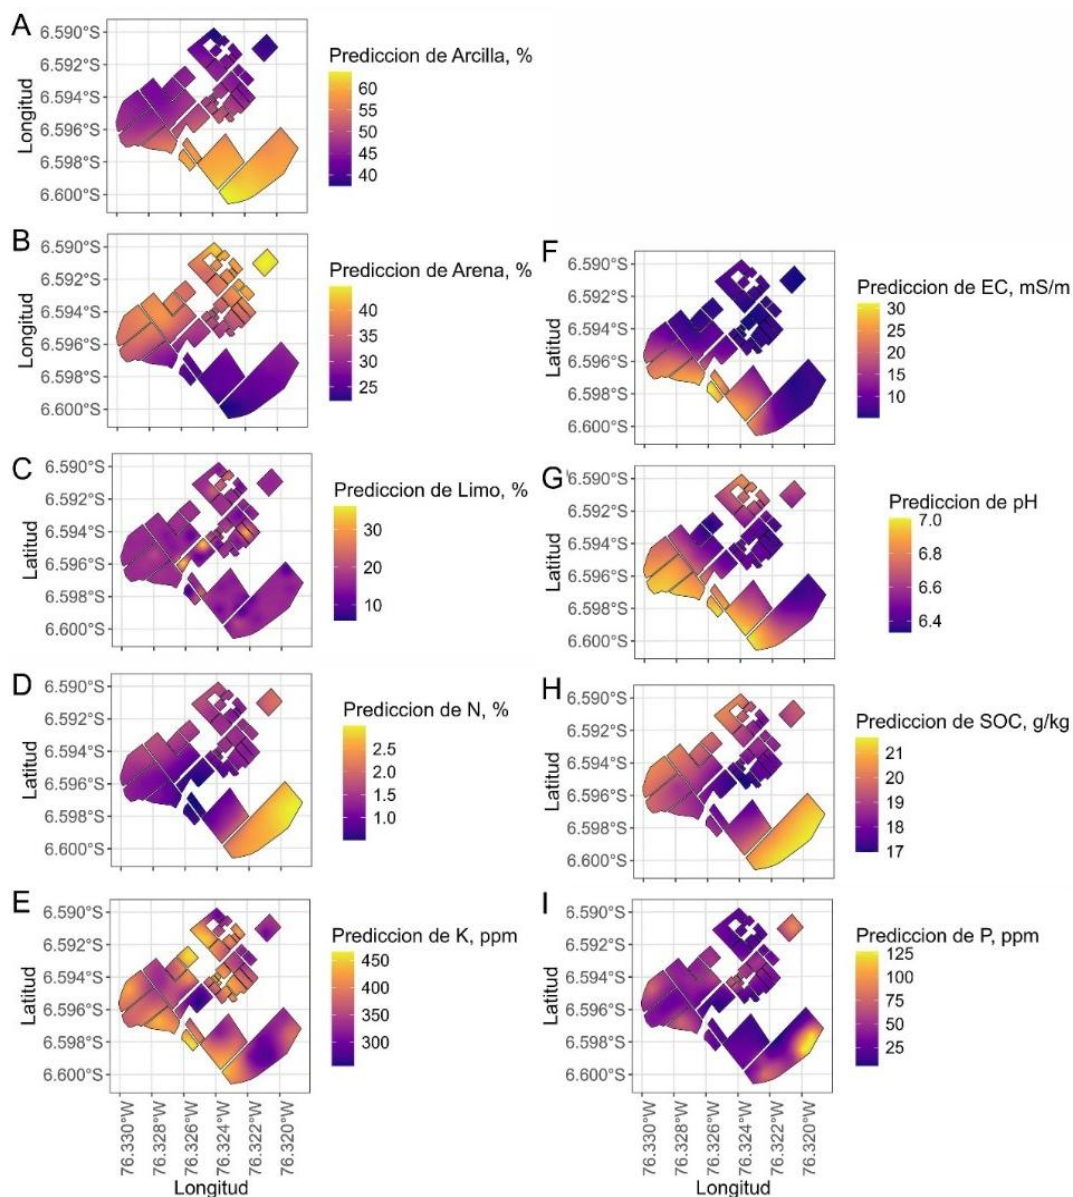 A
Prediccion de Arcilla, %
60
55
50
45
40
Longitud
6.590°S
6.592°S
6.594°S
6.596°S
6.598°S
6.600°S
B
Prediccion de Arena, %
40
35
30
25
Longitud
6.590°S
6.592°S
6.594°S
6.596°S
6.598°S
6.600°S
C
Prediccion de Limo, %
30
20
10
Latitud
6.590°S
6.592°S
6.594°S
6.596°S
6.598°S
6.600°S
D
Prediccion de N, %
2.5
2.0
1.5
1.0
Latitud
6.590°S
6.592°S
6.594°S
6.596°S
6.598°S
6.600°S
E
Prediccion de K, ppm
450
400
350
300
Latitud
6.590°S
6.592°S
6.594°S
6.596°S
6.598°S
6.600°S
76.330°W
76.328°W
76.326°W
76.324°W
76.322°W
76.320°W
Longitud
F
Prediccion de EC, mS/m
30
25
20
15
10
Latitud
6.590°S
6.592°S
6.594°S
6.596°S
6.598°S
6.600°S
G
Prediccion de pH
7.0
6.8
6.6
6.4
Latitud
6.590°S
6.592°S
6.594°S
6.596°S
6.598°S
6.600°S
H
Prediccion de SOC, g/kg
21
20
19
18
17
Latitud
6.590°S
6.592°S
6.594°S
6.596°S
6.598°S
6.600°S
I
Prediccion de P, ppm
125
100
75
50
25
Latitud
6.590°S
6.592°S
6.594°S
6.596°S
6.598°S
6.600°S
76.330°W
76.328°W
76.326°W
76.324°W
76.322°W
76.320°W
Longitud